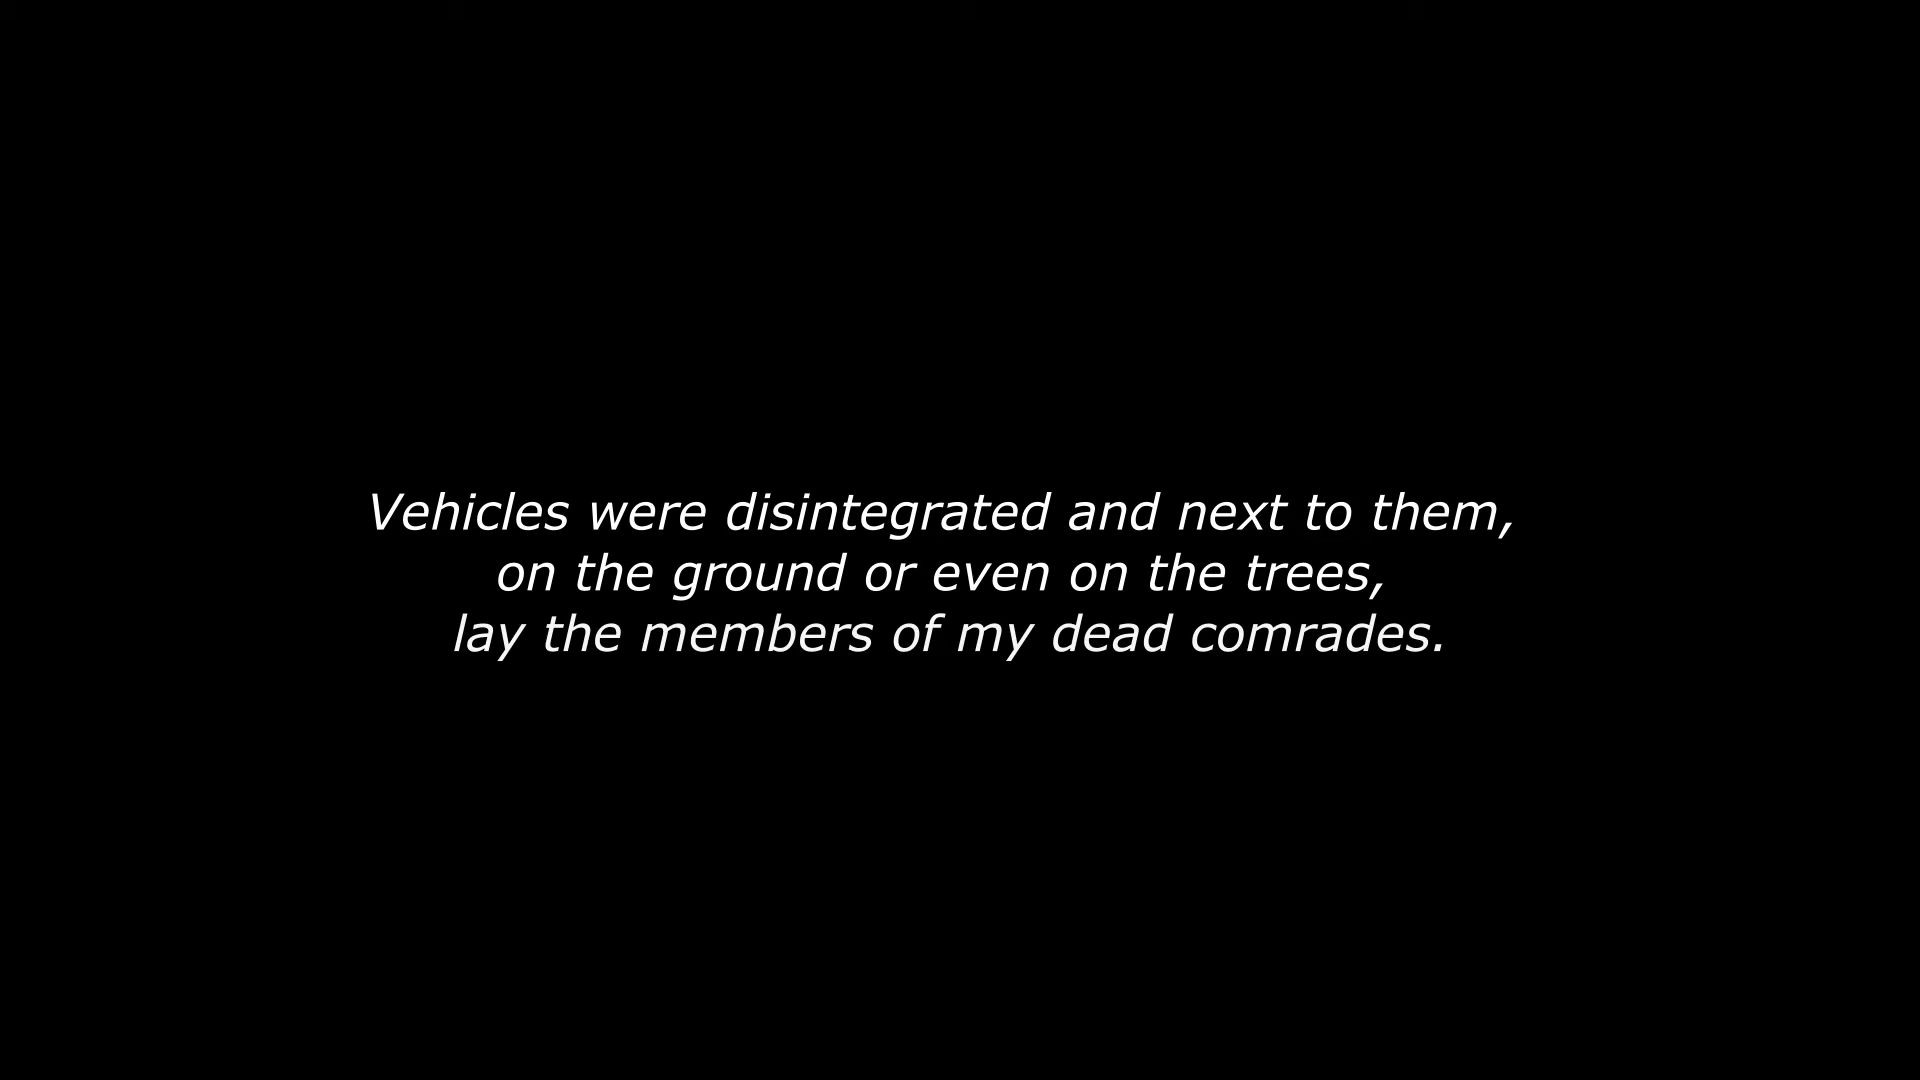 Vehicles were disintegrated and next to them,
on the ground or even on the trees,
lay the members of my dead comrades.